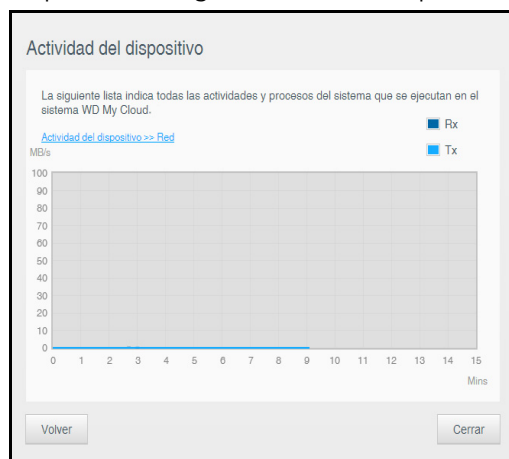 Actividad del dispositivo
La siguiente lista indica todas las actividades y procesos del sistema que se ejecutan en el
sistema WD My Cloud.
Rx
Actividad del dispositivo >> Red
Tx
MB/s
100
90
80
70
60
50
40
30
20
10
0
0 1 2 3 4 5 6 7 8 9 10 11 12 13 14 15
Mins
Volver Cerrar